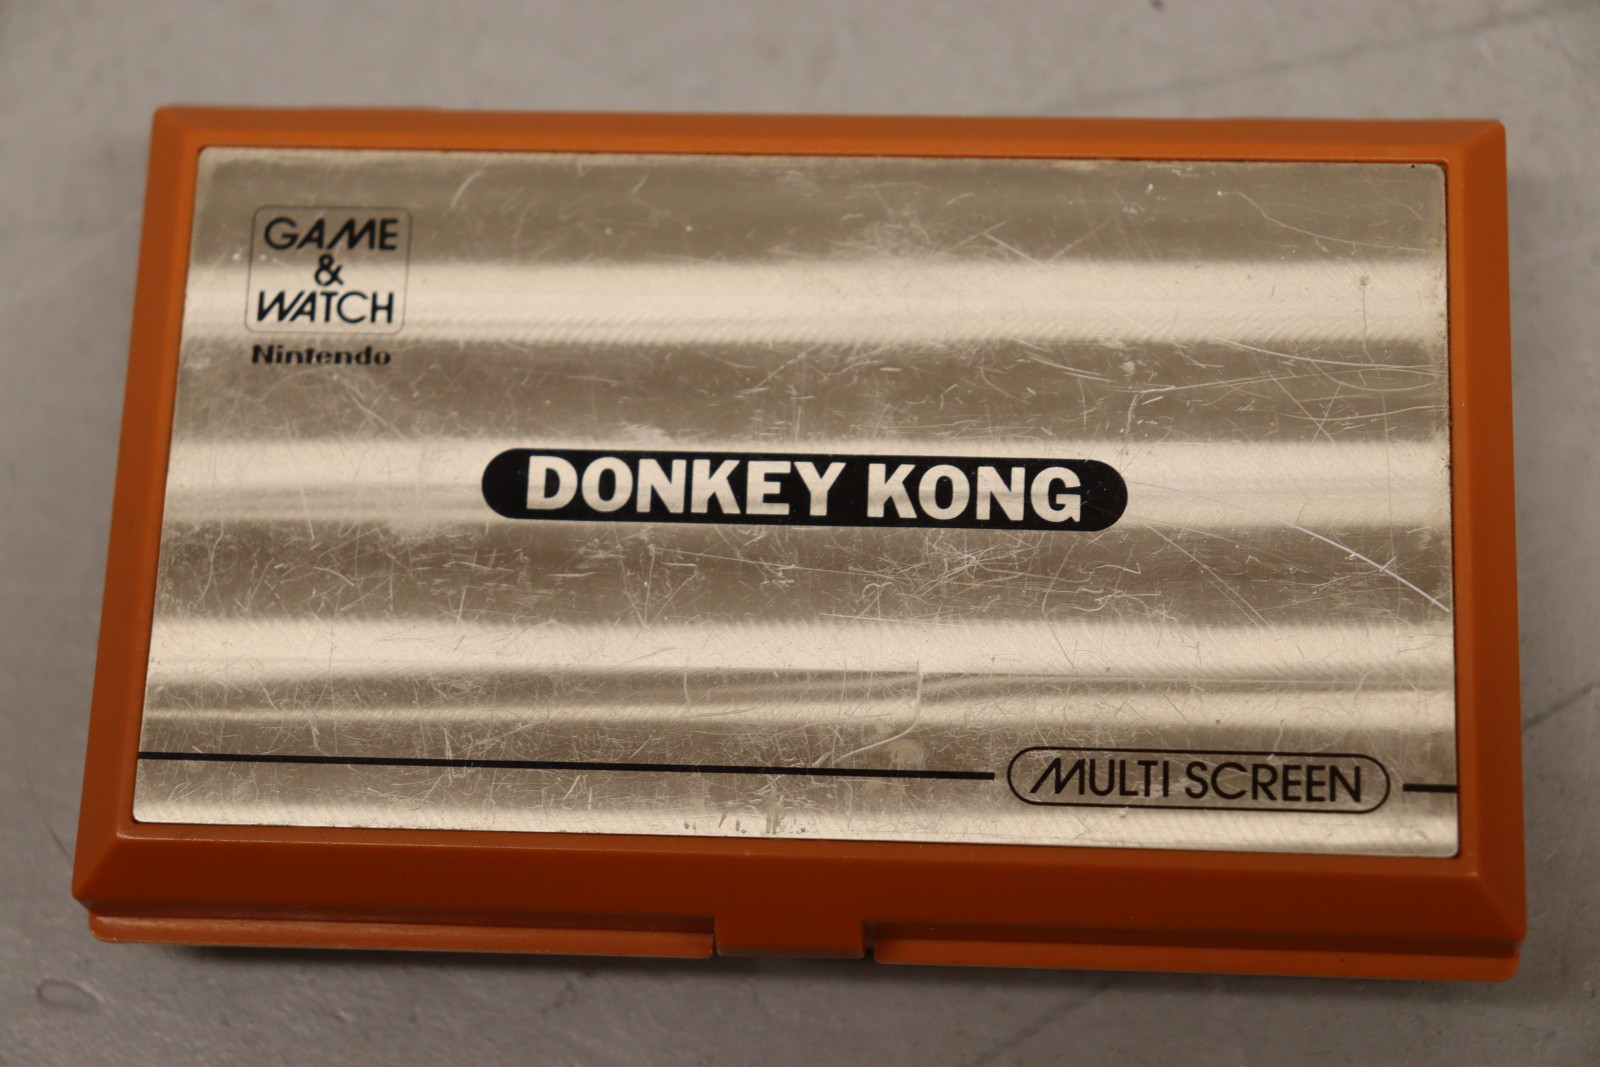 GAME
&
WATCH
Nintendo
DONKEY KONG
MULTI SCREEN